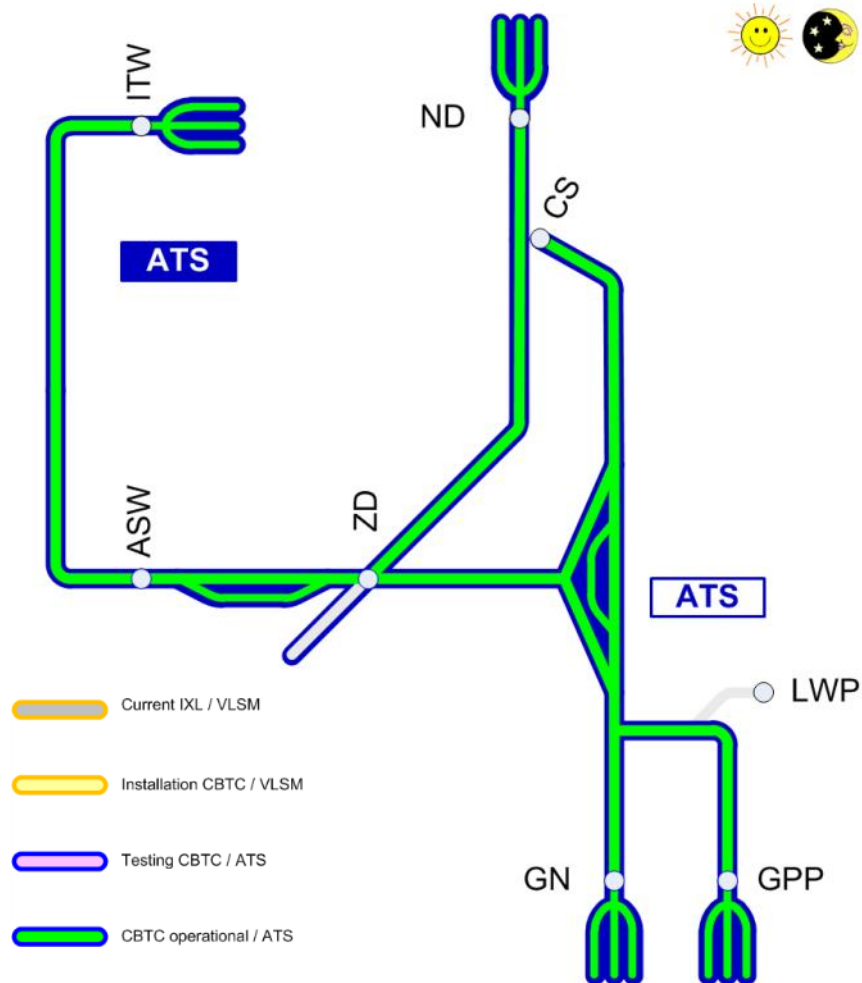 ITW
ND
CS
ATS
ASW
ZD
ATS
LWP
Current IXL / VLSM
Installation CBTC / VLSM
Testing CBTC / ATS
GN
GPP
CBTC operational / ATS